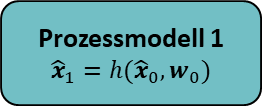 Prozessmodell 1
x̂₁ = h(x̂₀, w₀)